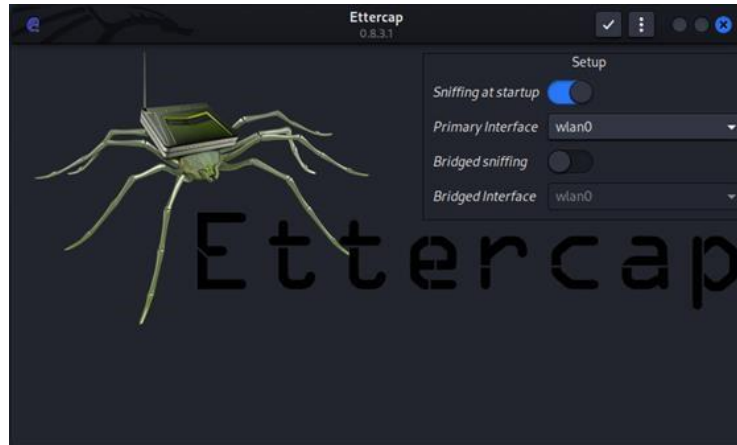 Ettercap
0.8.3.1
Setup
Sniffing at startup
Primary Interface wlan0
Bridged sniffing
Bridged Interface wlan0
Ettercap